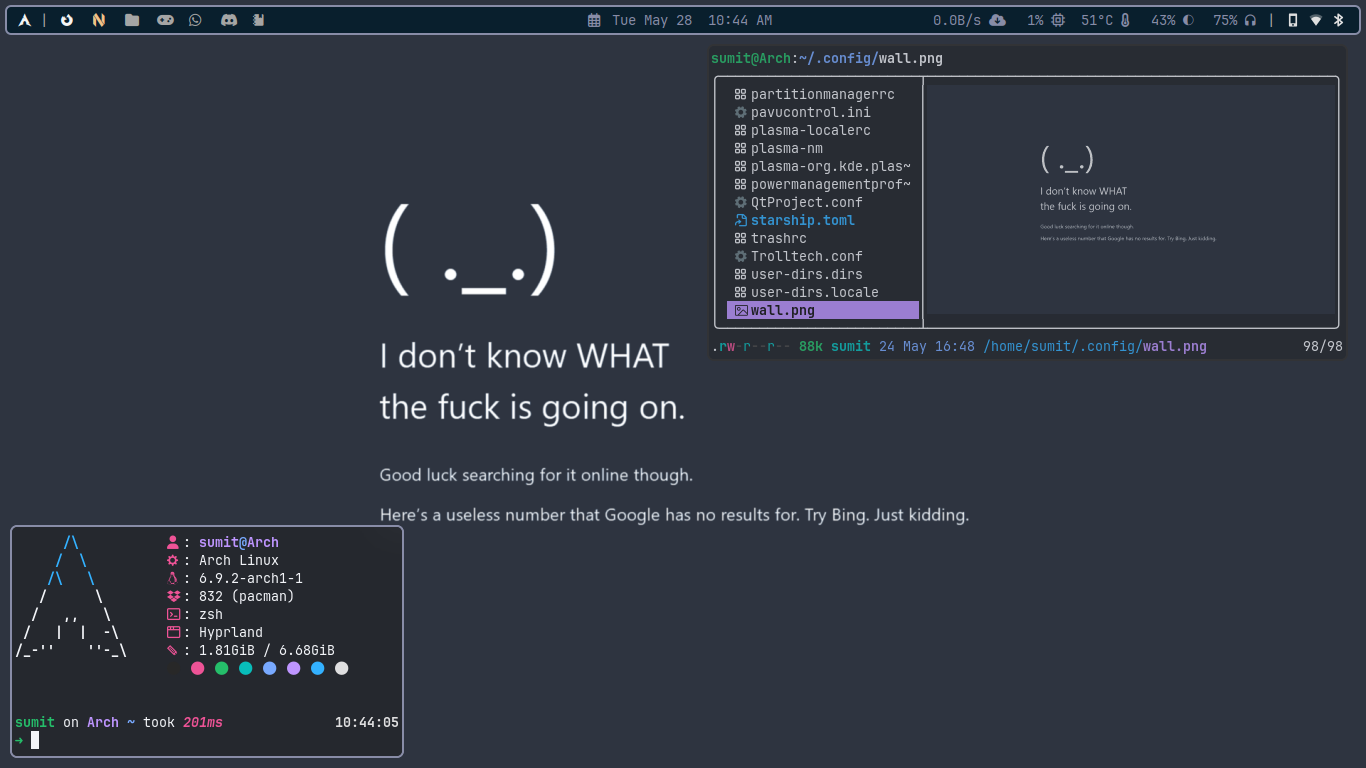 Tue May 28 10:44 AM
0.0B/s 1% 51°C 43% 75% |
sumit@Arch:~/.config/wall.png
partitionmanagerrc
pavucontrol.ini
plasma-localerc
plasma-nm
plasma-org.kde.plas~
powermanagementprof~
QtProject.conf
starship.toml
trashrc
Trolltech.conf
user-dirs.dirs
user-dirs.locale
wall.png
( ._.)
I don't know WHAT
the fuck is going on.
Good luck searching for it online though.
Here's a useless number that Google has no results for. Try Bing. Just kidding.
.rw-r--r-- 88k sumit 24 May 16:48 /home/sumit/.config/wall.png 98/98
( ._.)
I don’t know WHAT
the fuck is going on.
Good luck searching for it online though.
Here’s a useless number that Google has no results for. Try Bing. Just kidding.
/\
/  \
/\   \
/      \
/   ,,   \
/   |  |  -\
/_-''    ''-_\
: sumit@Arch
: Arch Linux
: 6.9.2-arch1-1
: 832 (pacman)
: zsh
: Hyprland
: 1.81GiB / 6.68GiB
sumit on Arch ~ took 201ms 10:44:05
➜